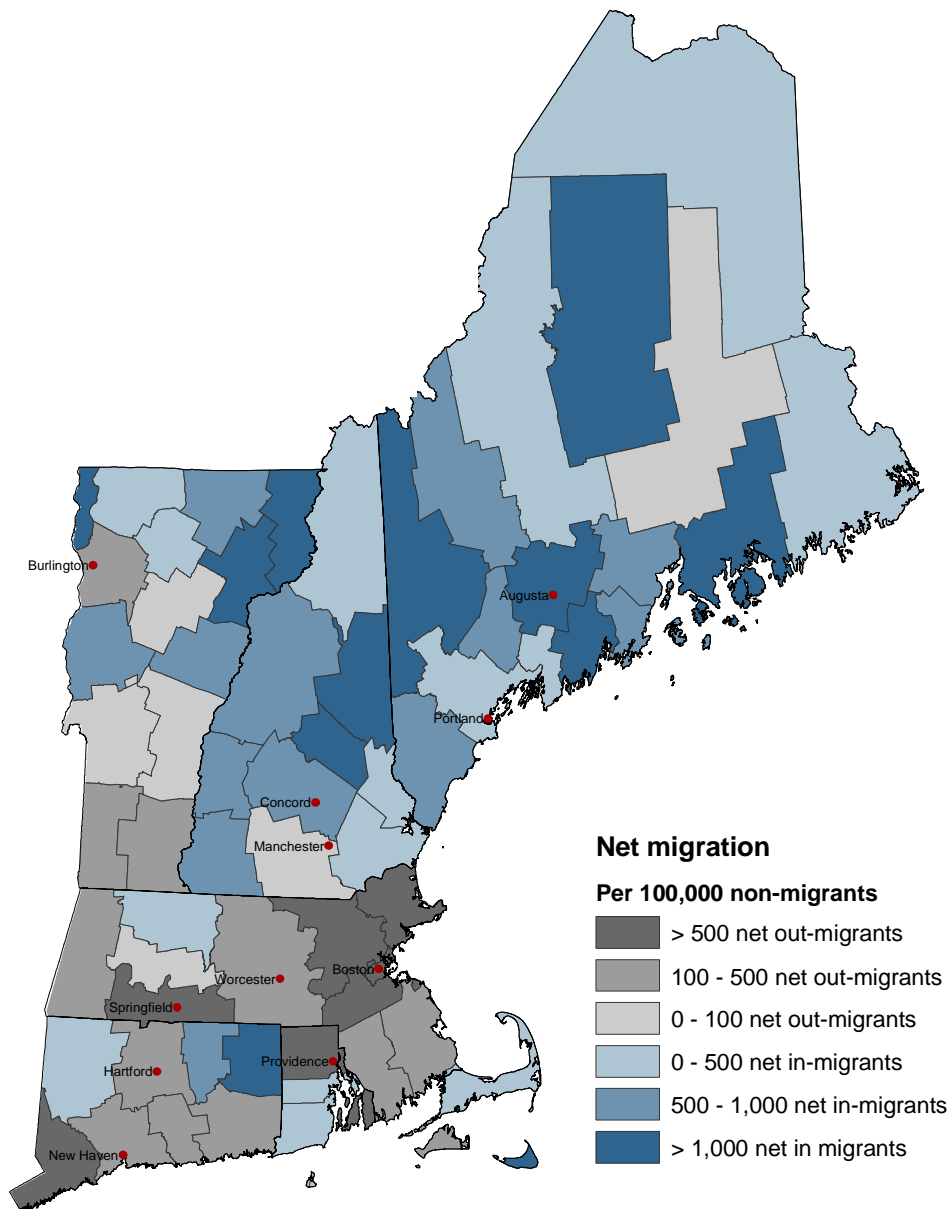 Burlington
Augusta
Portland
Concord
Manchester
Net migration
Per 100,000 non-migrants
> 500 net out-migrants
100 - 500 net out-migrants
0 - 100 net out-migrants
0 - 500 net in-migrants
500 - 1,000 net in-migrants
> 1,000 net in migrants
Boston
Worcester
Springfield
Providence
Hartford
New Haven